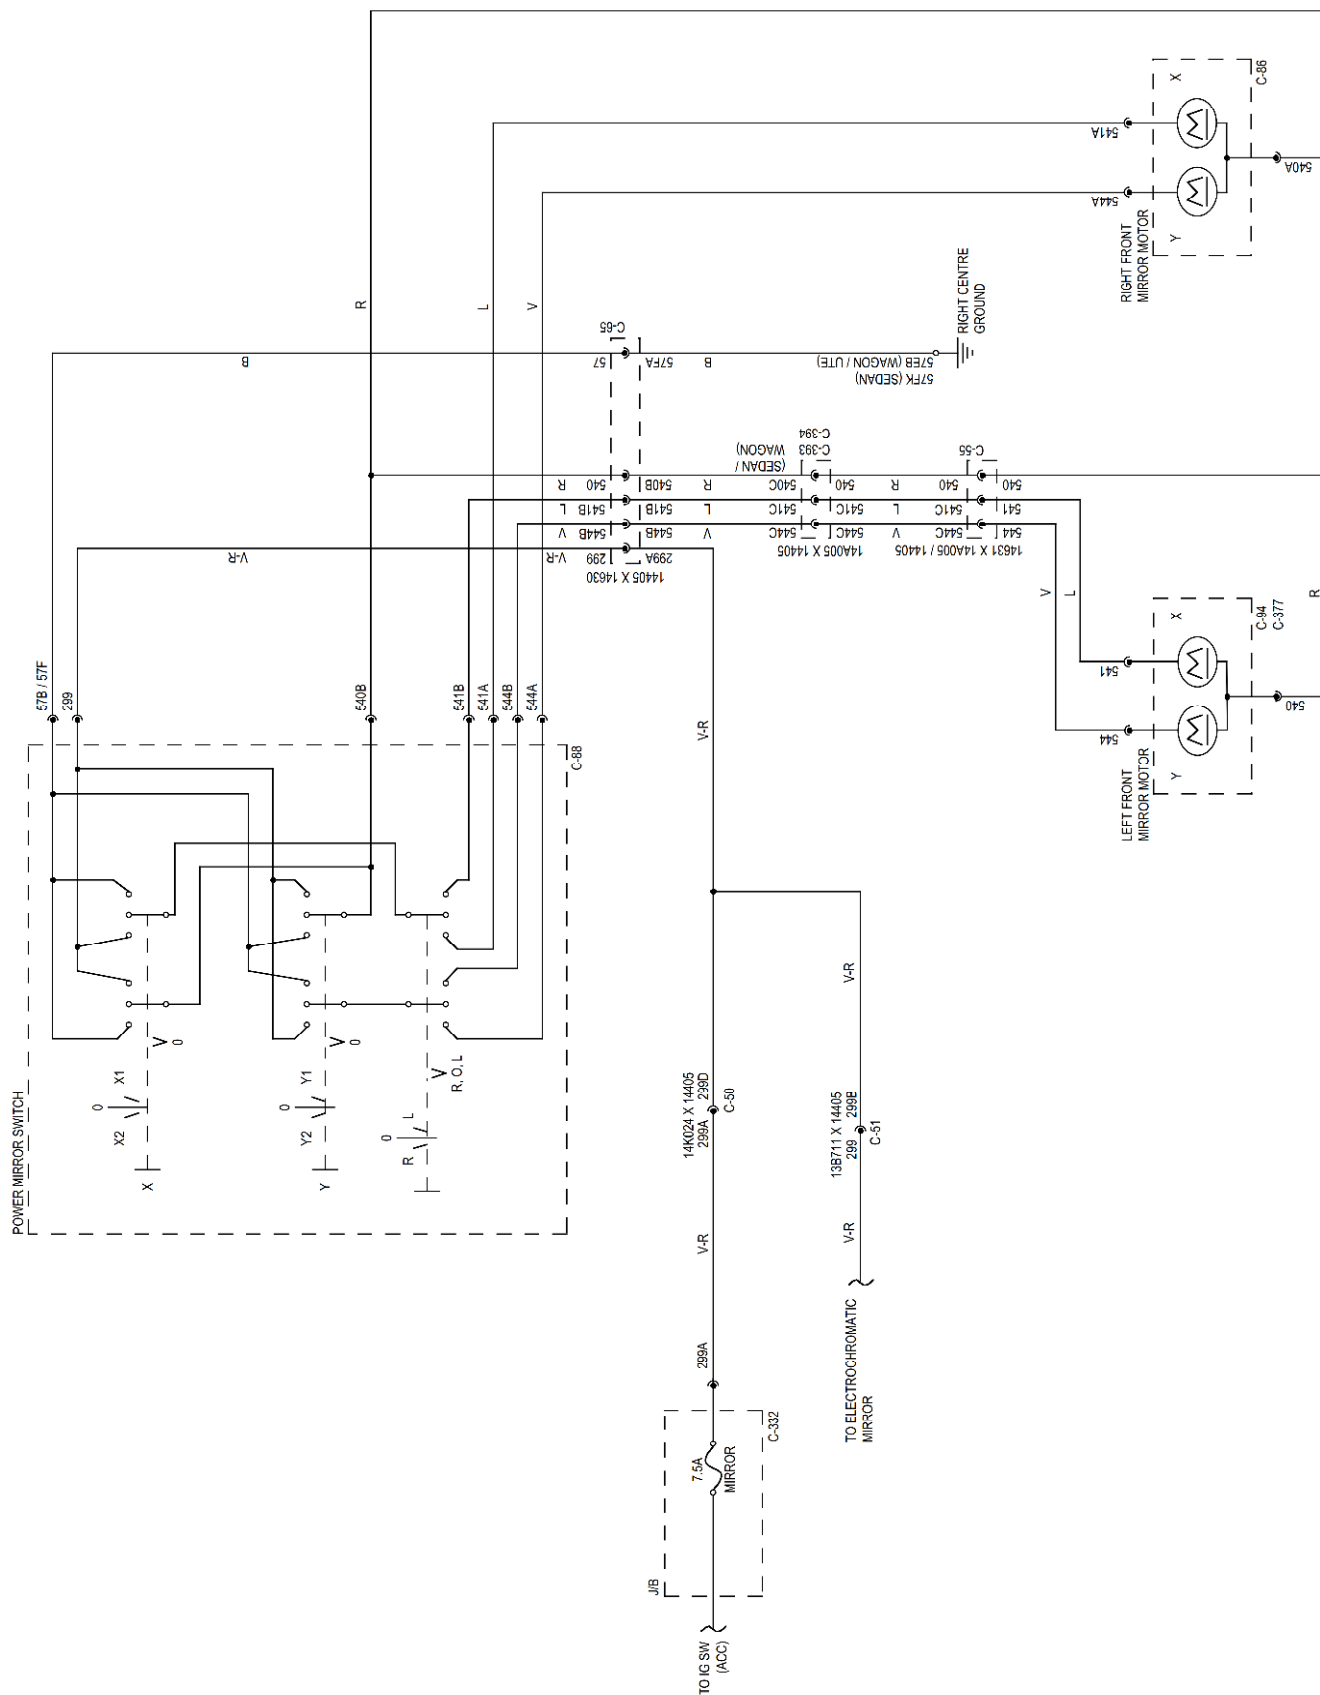 POWER MIRROR SWITCH
X
X2
0
X1
0
Y
Y2
0
Y1
0
R
0
L
R, O, L
C-88
57B / 57F
299
540B
541B
541A
544B
544A
B
V-R
R
L
V
C-65
57
57FA
B
57EB (WAGON / UTE)
57FK (SEDAN)
RIGHT CENTRE
GROUND
R
540
540B
R
540C
540
R
540
540
L
541B
541B
L
541C
541C
L
541C
541
V
544B
544B
V
544C
544C
V
544C
544
V-R
299
299A
14405 X 14630
(SEDAN /
WAGON)
C-393
C-394
14A005 X 14405
C-55
14631 X 14A005 / 14405
RIGHT FRONT
MIRROR MOTOR
541A
544A
X
Y
M
M
C-86
540A
LEFT FRONT
MIRROR MOTOR
V
L
541
544
X
Y
M
M
C-94
C-377
540
R
V-R
V-R
14K024 X 14405
299A
299D
C-50
13B711 X 14405
299
299E
C-51
V-R
V-R
TO ELECTROCHROMATIC
MIRROR
299A
J/B
7.5A
MIRROR
C-332
TO IG SW
(ACC)